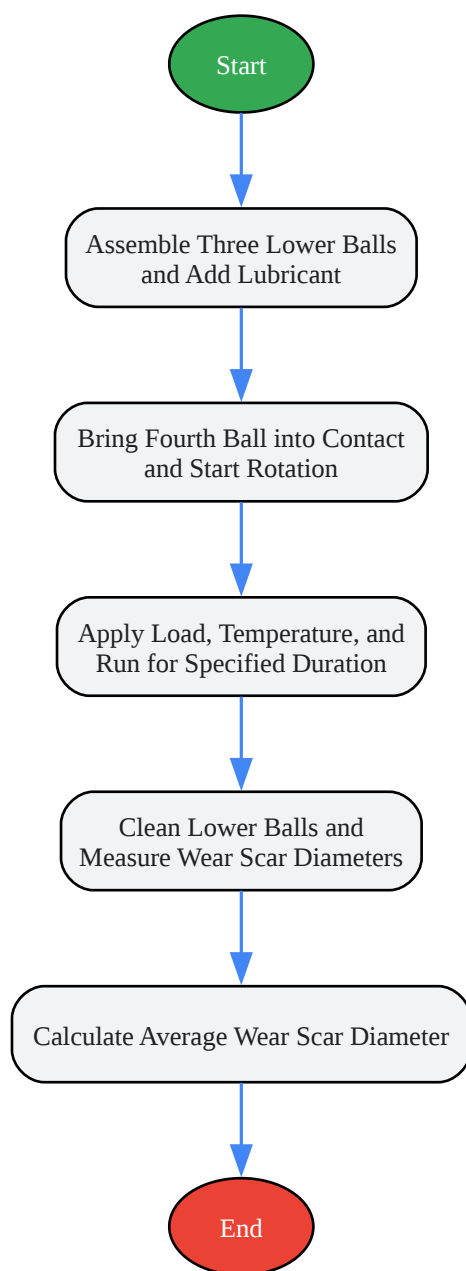 Start
Assemble Three Lower Balls
and Add Lubricant
Bring Fourth Ball into Contact
and Start Rotation
Apply Load, Temperature, and
Run for Specified Duration
Clean Lower Balls and
Measure Wear Scar Diameters
Calculate Average Wear Scar Diameter
End